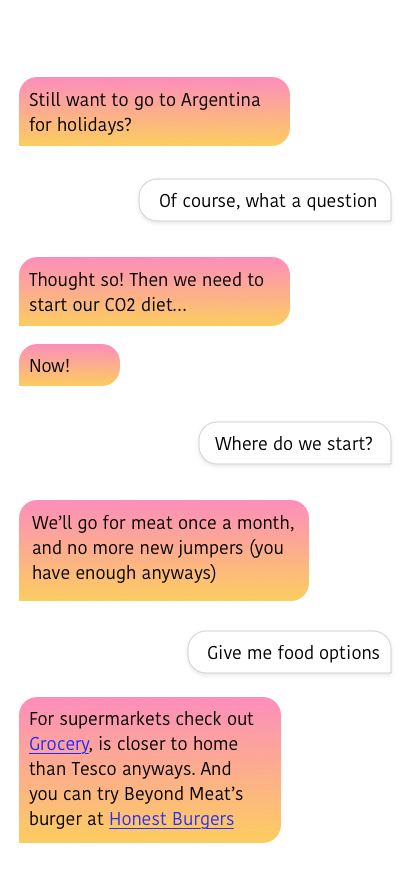 Still want to go to Argentina
for holidays?
Of course, what a question
Thought so! Then we need to
start our CO2 diet...
Now!
Where do we start?
We'll go for meat once a month,
and no more new jumpers (you
have enough anyways)
Give me food options
For supermarkets check out
Grocery, is closer to home
than Tesco anyways. And
you can try Beyond Meat's
burger at Honest Burgers